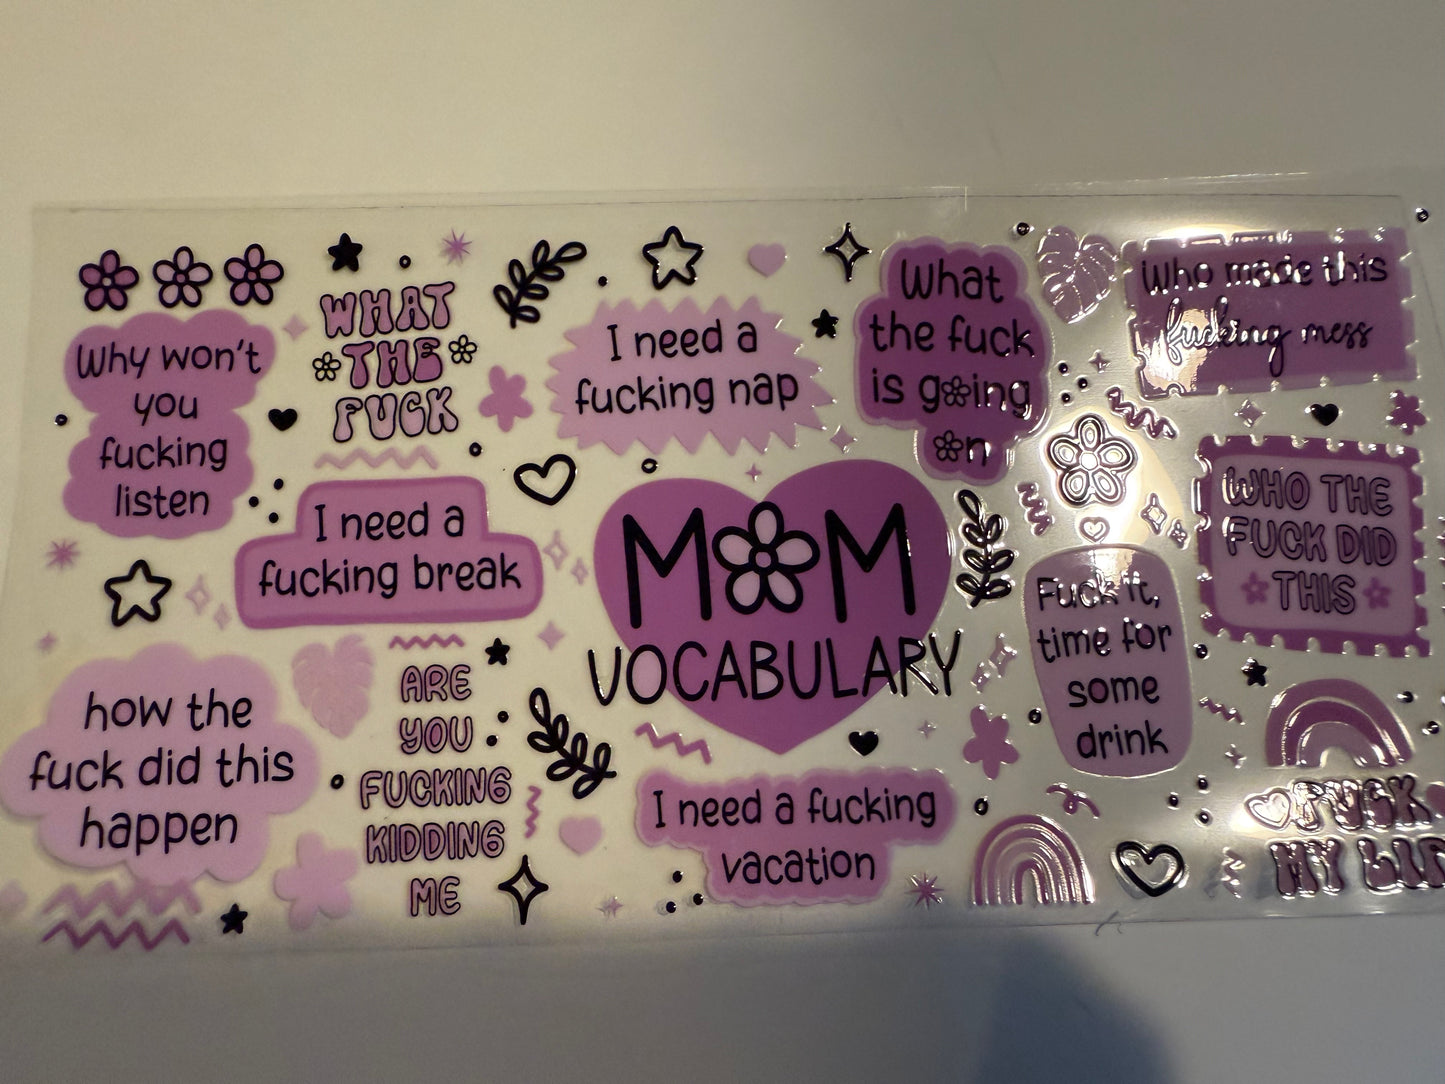 Why won't
you
fucking
listen
WHAT
THE
FUCK
I need a
fucking nap
What
the fuck
is going
on
Who made this
fucking mess
I need a
fucking break
MOM
VOCABULARY
WHO THE
FUCK DID
THIS
Fuck it,
time for
some
drink
how the
fuck did this
happen
ARE
YOU
FUCKING
KIDDING
ME
I need a fucking
vacation
FUCK
MY